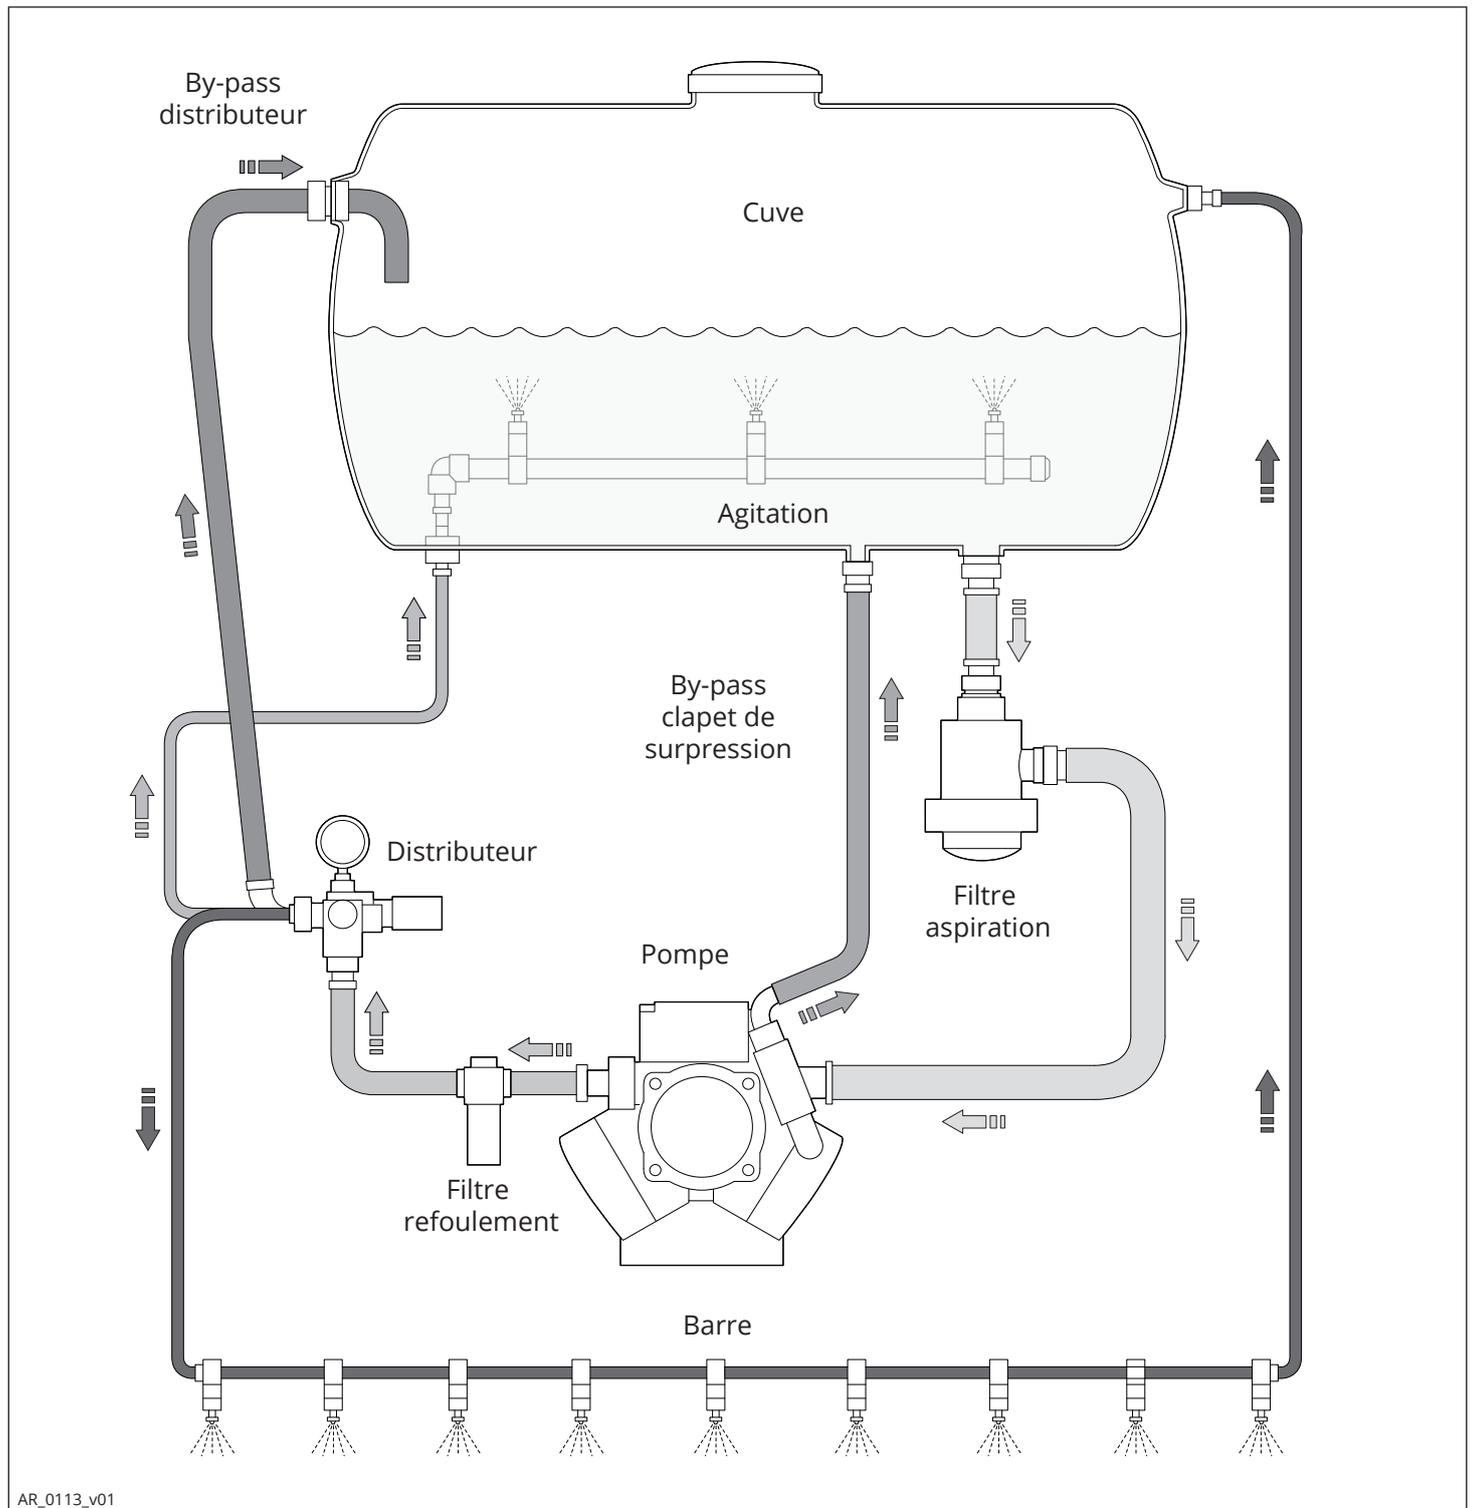 By-pass
distributeur
Cuve
Agitation
By-pass
clapet de
surpression
Distributeur
Filtre
aspiration
Pompe
Filtre
refoulement
Barre
AR_0113_v01